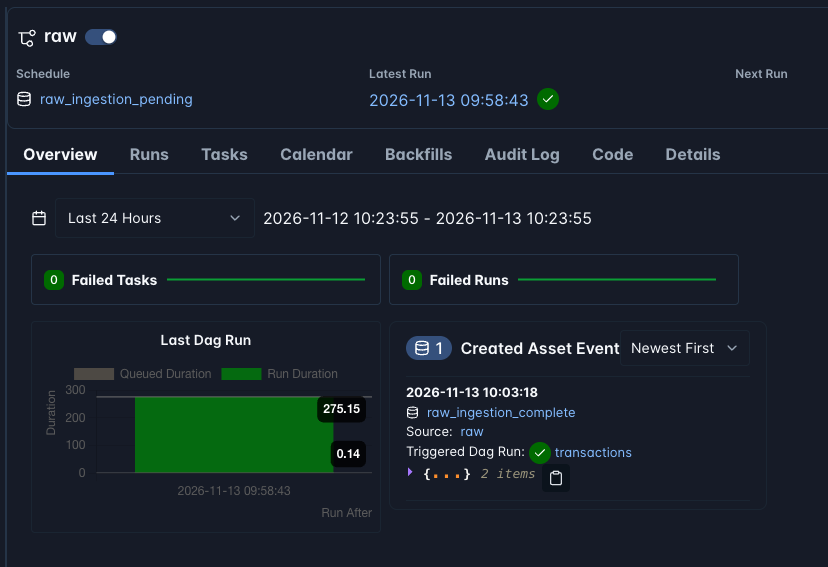 raw
Schedule Latest Run Next Run
raw_ingestion_pending 2026-11-13 09:58:43
Overview Runs Tasks Calendar Backfills Audit Log Code Details
Last 24 Hours 2026-11-12 10:23:55 - 2026-11-13 10:23:55
0 Failed Tasks
0 Failed Runs
Last Dag Run
Queued Duration Run Duration
Duration
300
200
100
0
275.15
0.14
2026-11-13 09:58:43
Run After
1 Created Asset Event Newest First
2026-11-13 10:03:18
raw_ingestion_complete
Source: raw
Triggered Dag Run: transactions
{...} 2 items